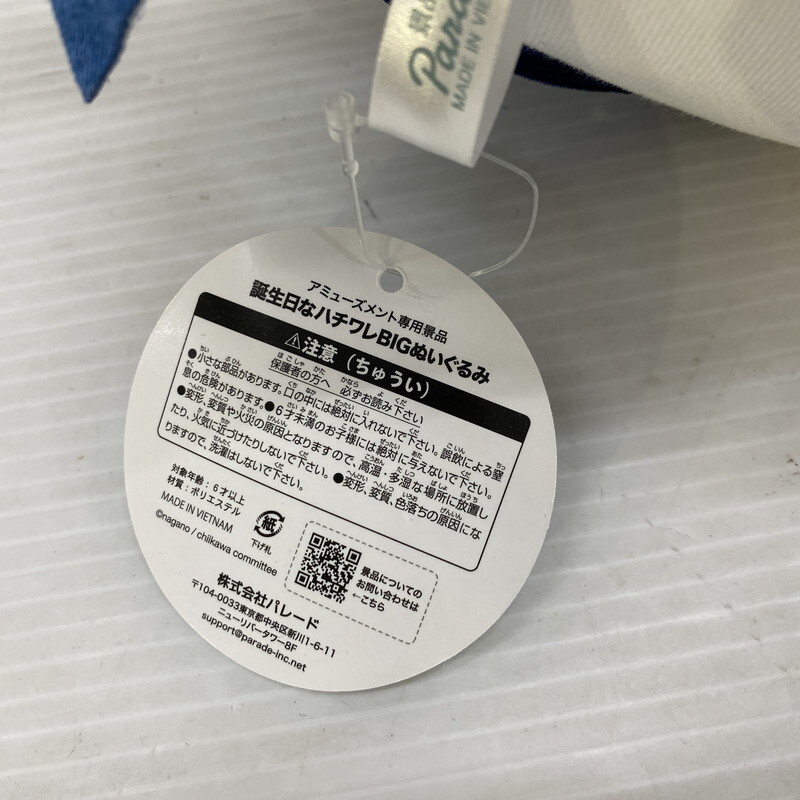 景品
Para
MADE IN VIE
アミューズメント専用景品
誕生日なハチワレBIGぬいぐるみ
⚠注意（ちゅうい）
保護者の方へ 必ずお読み下さい
●小さな部品があります。口の中には絶対に入れないで下さい。誤飲による窒
息の危険があります。●6才未満のお子様には絶対に与えないで下さい。
●変形、変質や火災の原因となりますので、高温、多湿な場所に放置し
たり、火気に近づけたりしないで下さい。●変形、変質、色落ちの原因にな
りますので、洗濯はしないで下さい。
対象年齢：6才以上
材質：ポリエステル
MADE IN VIETNAM
紙
下げ札
©nagano / chiikawa committee
景品についての
お問い合わせは
←こちら
株式会社パレード
〒104-0033東京都中央区新川1-6-11
ニューリバータワー8F
support@parade-inc.net